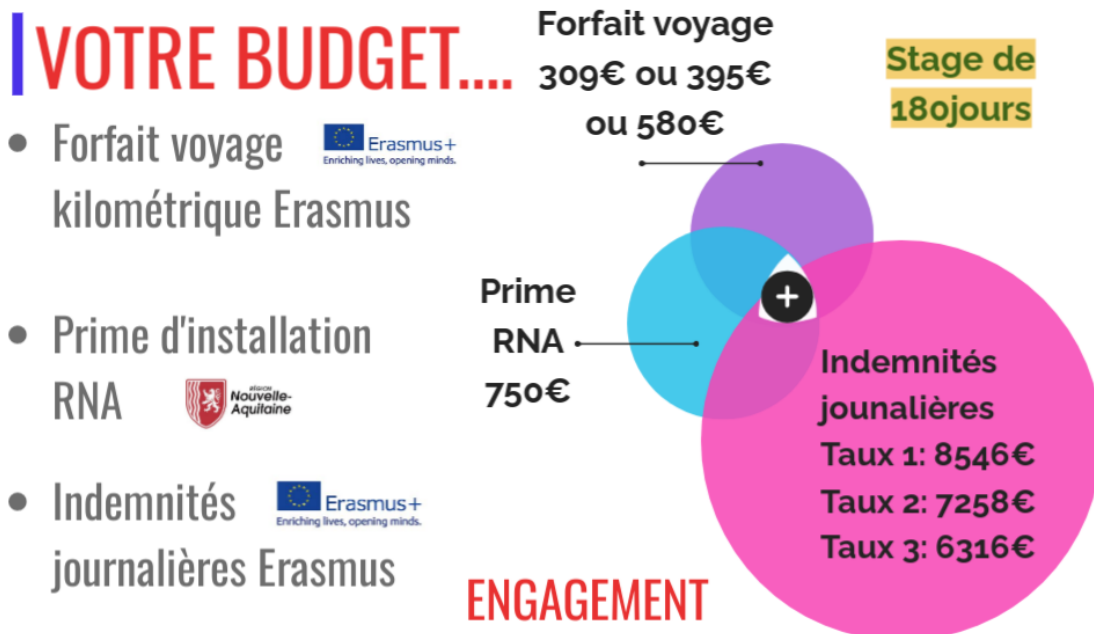 VOTRE BUDGET....
• Forfait voyage
Erasmus+
Enriching lives, opening minds.
kilométrique Erasmus
• Prime d'installation
RNA
RÉGION
Nouvelle-
Aquitaine
• Indemnités
Erasmus+
Enriching lives, opening minds.
journalières Erasmus
Forfait voyage
309€ ou 395€
ou 580€
Stage de
180jours
Prime
RNA
750€
+
Indemnités
jounalières
Taux 1: 8546€
Taux 2: 7258€
Taux 3: 6316€
ENGAGEMENT